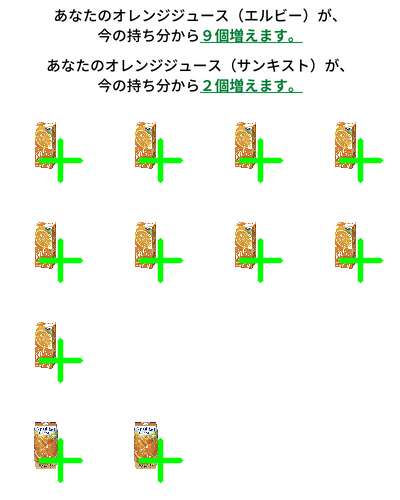 あなたのオレンジジュース（エルビー）が、
今の持ち分から９個増えます。
あなたのオレンジジュース（サンキスト）が、
今の持ち分から２個増えます。